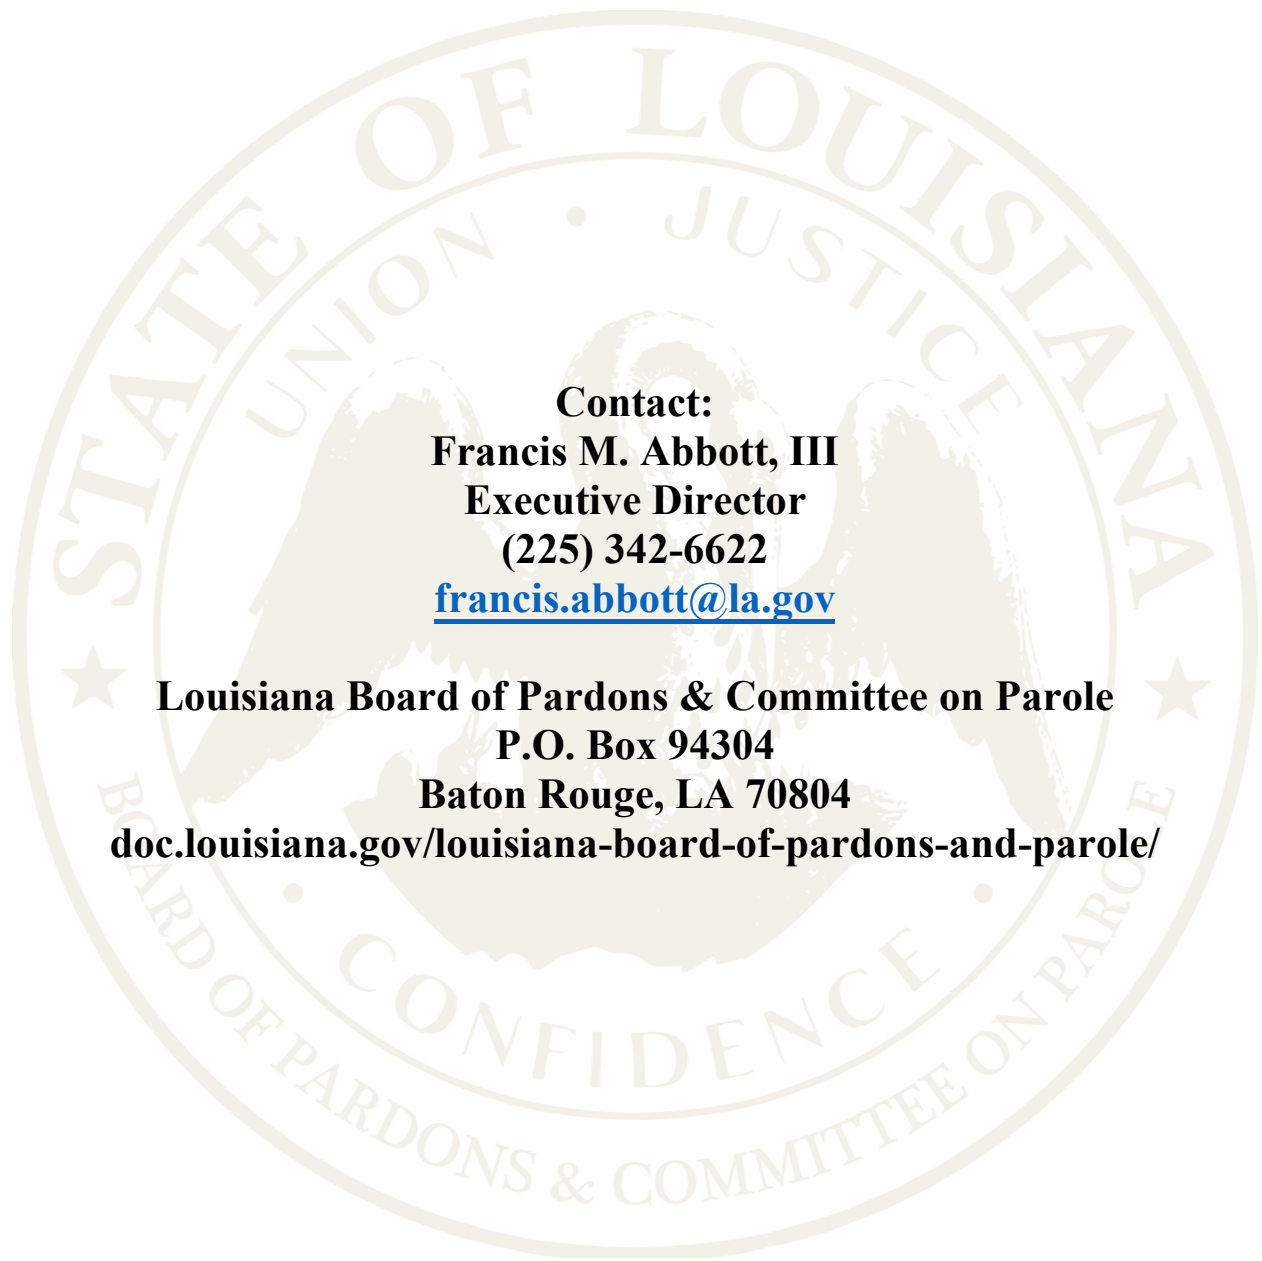 STATE OF LOUISIANA
UNION • JUSTICE
Contact:
Francis M. Abbott, III
Executive Director
(225) 342-6622
francis.abbott@la.gov
Louisiana Board of Pardons & Committee on Parole
P.O. Box 94304
Baton Rouge, LA 70804
doc.louisiana.gov/louisiana-board-of-pardons-and-parole/
• CONFIDENCE •
BOARD OF PARDONS & COMMITTEE ON PAROLE